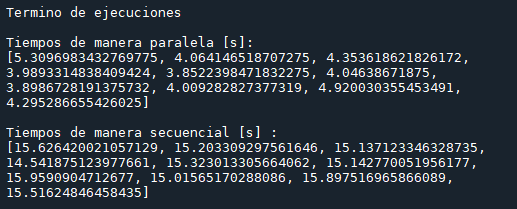 Termino de ejecuciones
Tiempos de manera paralela [s]:
[5.3096983432769775, 4.064146518707275, 4.353618621826172,
3.9893314838409424, 3.8522398471832275, 4.04638671875,
3.8986728191375732, 4.009282827377319, 4.920030355453491,
4.295286655426025]
Tiempos de manera secuencial [s] :
[15.626420021057129, 15.203309297561646, 15.137123346328735,
14.541875123977661, 15.323013305664062, 15.142770051956177,
15.9590904712677, 15.01565170288086, 15.897516965866089,
15.51624846458435]